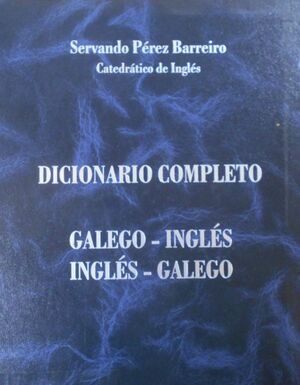 Servando Pérez Barreiro
Catedrático de Inglés
DICIONARIO COMPLETO
GALEGO - INGLÉS
INGLÉS - GALEGO